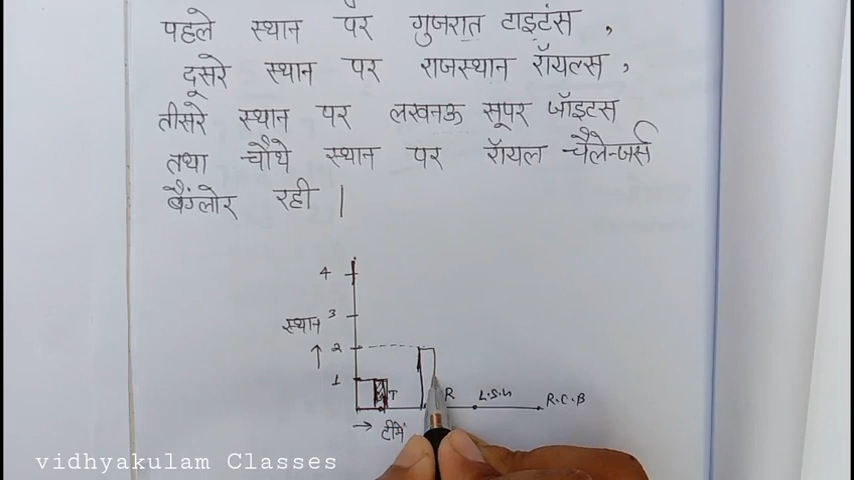 पहले स्थान पर गुजरात टाइटंस ,
दूसरे स्थान पर राजस्थान रॉयल्स ,
तीसरे स्थान पर लखनऊ सूपर जॉइटस
तथा चौथे स्थान पर रॉयल चैलेन्जर्स
बैंग्लोर रही |
4
स्थान 3
2
1
T R L.S.G R.C.B
टीमें
vidhyakulam Classes